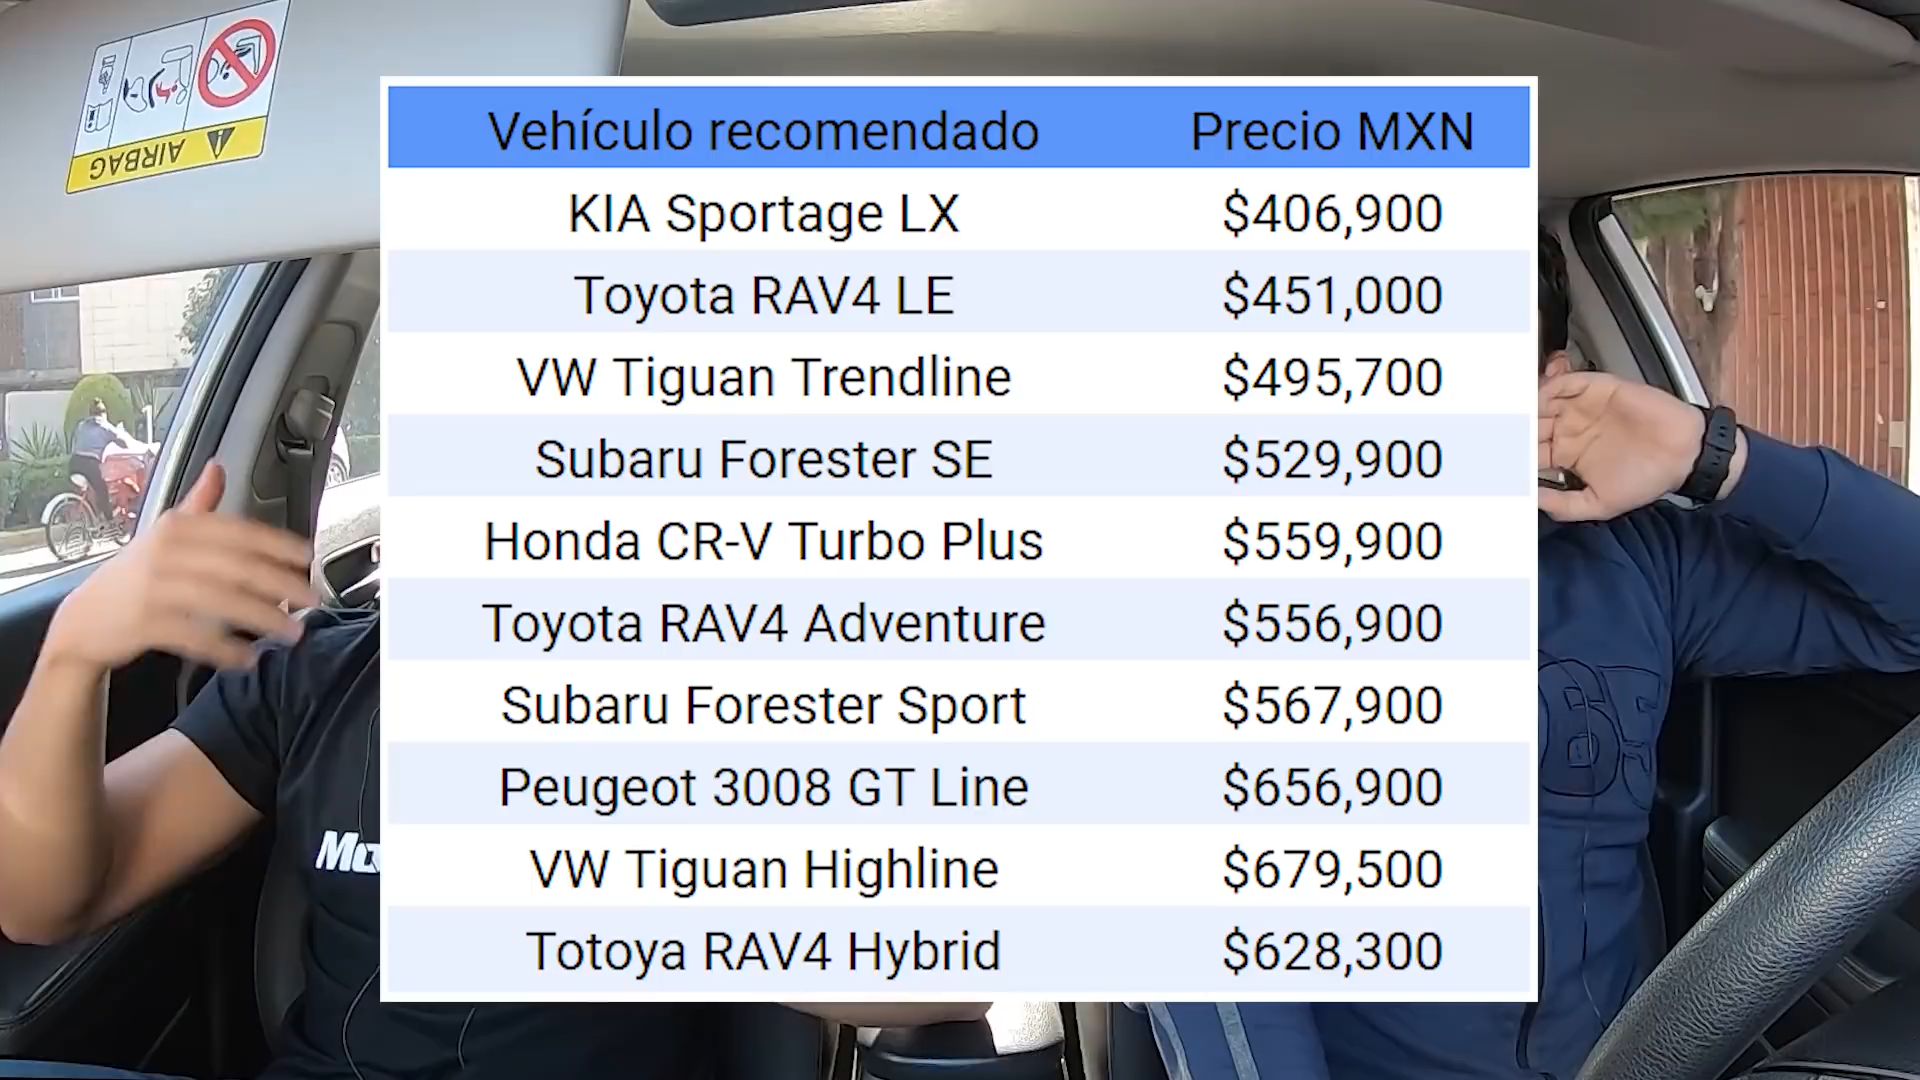 AIRBAG
Vehículo recomendado Precio MXN
KIA Sportage LX $406,900
Toyota RAV4 LE $451,000
VW Tiguan Trendline $495,700
Subaru Forester SE $529,900
Honda CR-V Turbo Plus $559,900
Toyota RAV4 Adventure $556,900
Subaru Forester Sport $567,900
Peugeot 3008 GT Line $656,900
VW Tiguan Highline $679,500
Totoya RAV4 Hybrid $628,300